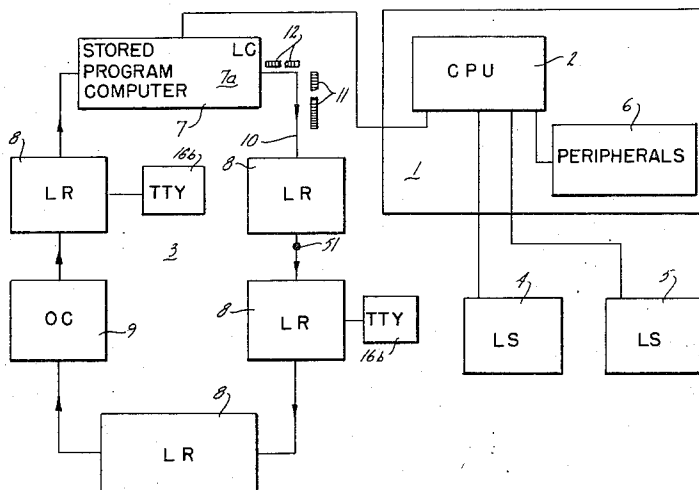 STORED LC
PROGRAM
COMPUTER 7a
7
12
11
10
CPU
2
6
PERIPHERALS
1
8
LR
TTY
16b
3
8
LR
51
OC
9
8
LR
TTY
16b
4
LS
5
LS
8
LR